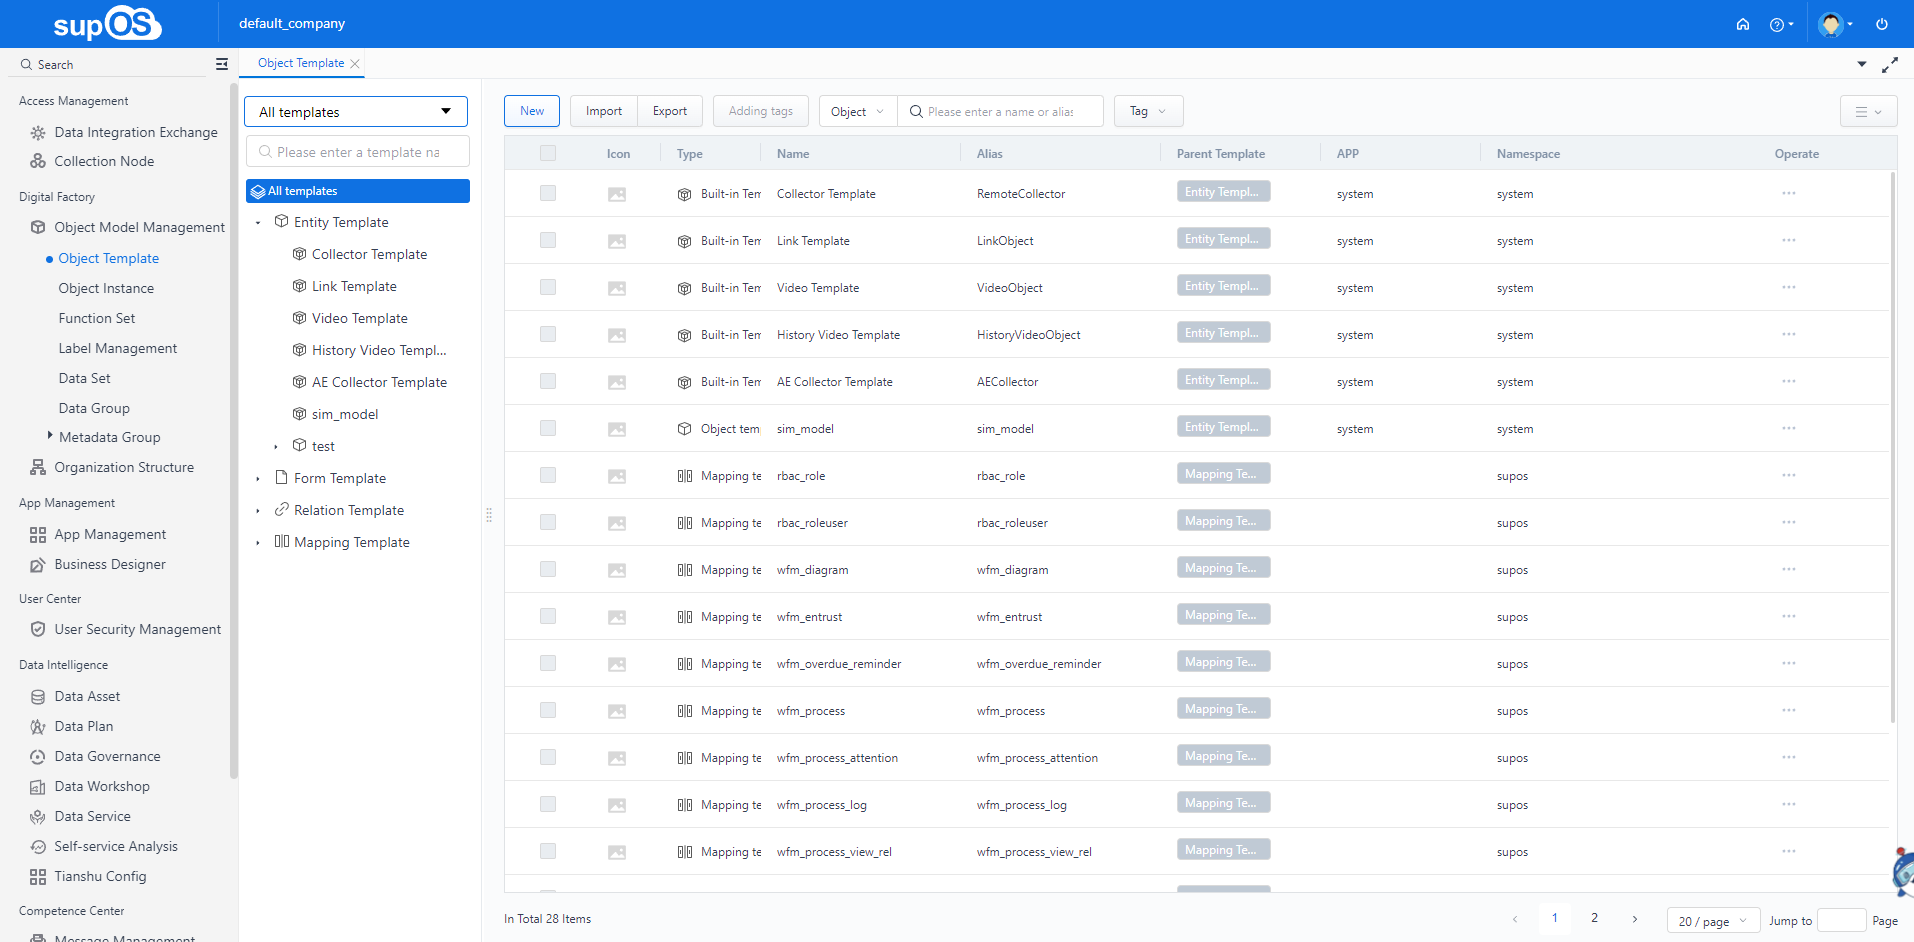 supOS
default_company
Search
Object Template
Access Management
Data Integration Exchange
Collection Node
Digital Factory
Object Model Management
Object Template
Object Instance
Function Set
Label Management
Data Set
Data Group
Metadata Group
Organization Structure
App Management
App Management
Business Designer
User Center
User Security Management
Data Intelligence
Data Asset
Data Plan
Data Governance
Data Workshop
Data Service
Self-service Analysis
Tianshu Config
Competence Center
Message Management
All templates
Please enter a template na
All templates
Entity Template
Collector Template
Link Template
Video Template
History Video Templ...
AE Collector Template
sim_model
test
Form Template
Relation Template
Mapping Template
New Import Export Adding tags Object Please enter a name or alias Tag
Icon Type Name Alias Parent Template APP Namespace Operate
Built-in Tem Collector Template RemoteCollector Entity Templ... system system
Built-in Tem Link Template LinkObject Entity Templ... system system
Built-in Tem Video Template VideoObject Entity Templ... system system
Built-in Tem History Video Template HistoryVideoObject Entity Templ... system system
Built-in Tem AE Collector Template AECollector Entity Templ... system system
Object temp sim_model sim_model Entity Templ... system system
Mapping te rbac_role rbac_role Mapping Te... supos
Mapping te rbac_roleuser rbac_roleuser Mapping Te... supos
Mapping te wfm_diagram wfm_diagram Mapping Te... supos
Mapping te wfm_entrust wfm_entrust Mapping Te... supos
Mapping te wfm_overdue_reminder wfm_overdue_reminder Mapping Te... supos
Mapping te wfm_process wfm_process Mapping Te... supos
Mapping te wfm_process_attention wfm_process_attention Mapping Te... supos
Mapping te wfm_process_log wfm_process_log Mapping Te... supos
Mapping te wfm_process_view_rel wfm_process_view_rel Mapping Te... supos
In Total 28 Items
1 2 20 / page Jump to Page